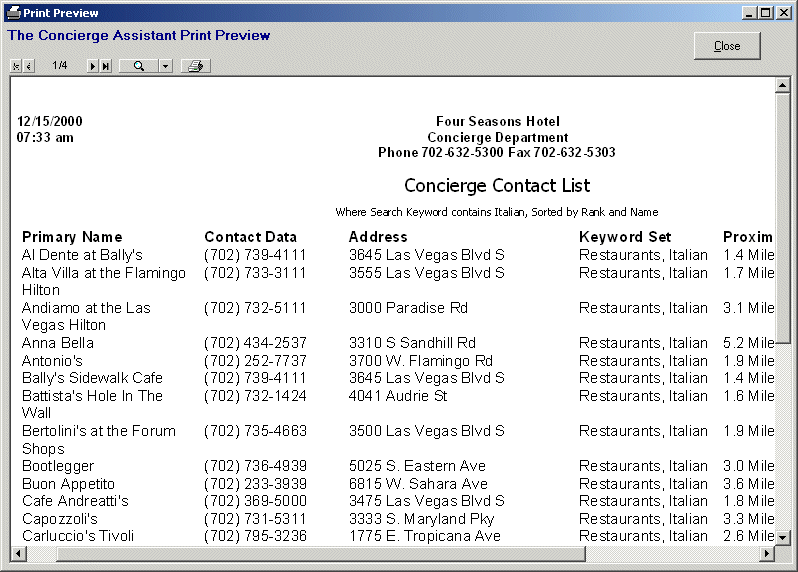 Print Preview
The Concierge Assistant Print Preview
Close
1/4
12/15/2000 Four Seasons Hotel
07:33 am Concierge Department
Phone 702-632-5300 Fax 702-632-5303
Concierge Contact List
Where Search Keyword contains Italian, Sorted by Rank and Name
Primary Name Contact Data Address Keyword Set Proxim
Al Dente at Bally's (702) 739-4111 3645 Las Vegas Blvd S Restaurants, Italian 1.4 Mile
Alta Villa at the Flamingo (702) 733-3111 3555 Las Vegas Blvd S Restaurants, Italian 1.7 Mile
Hilton
Andiamo at the Las (702) 732-5111 3000 Paradise Rd Restaurants, Italian 3.1 Mile
Vegas Hilton
Anna Bella (702) 434-2537 3310 S Sandhill Rd Restaurants, Italian 5.2 Mile
Antonio's (702) 252-7737 3700 W. Flamingo Rd Restaurants, Italian 1.9 Mile
Bally's Sidewalk Cafe (702) 739-4111 3645 Las Vegas Blvd S Restaurants, Italian 1.4 Mile
Battista's Hole In The (702) 732-1424 4041 Audrie St Restaurants, Italian 1.6 Mile
Wall
Bertolini's at the Forum (702) 735-4663 3500 Las Vegas Blvd S Restaurants, Italian 1.9 Mile
Shops
Bootlegger (702) 736-4939 5025 S. Eastern Ave Restaurants, Italian 3.0 Mile
Buon Appetito (702) 233-3939 6815 W. Sahara Ave Restaurants, Italian 3.6 Mile
Cafe Andreatti's (702) 369-5000 3475 Las Vegas Blvd S Restaurants, Italian 1.8 Mile
Capozzoli's (702) 731-5311 3333 S. Maryland Pky Restaurants, Italian 3.3 Mile
Carluccio's Tivoli (702) 795-3236 1775 E. Tropicana Ave Restaurants, Italian 2.6 Mile